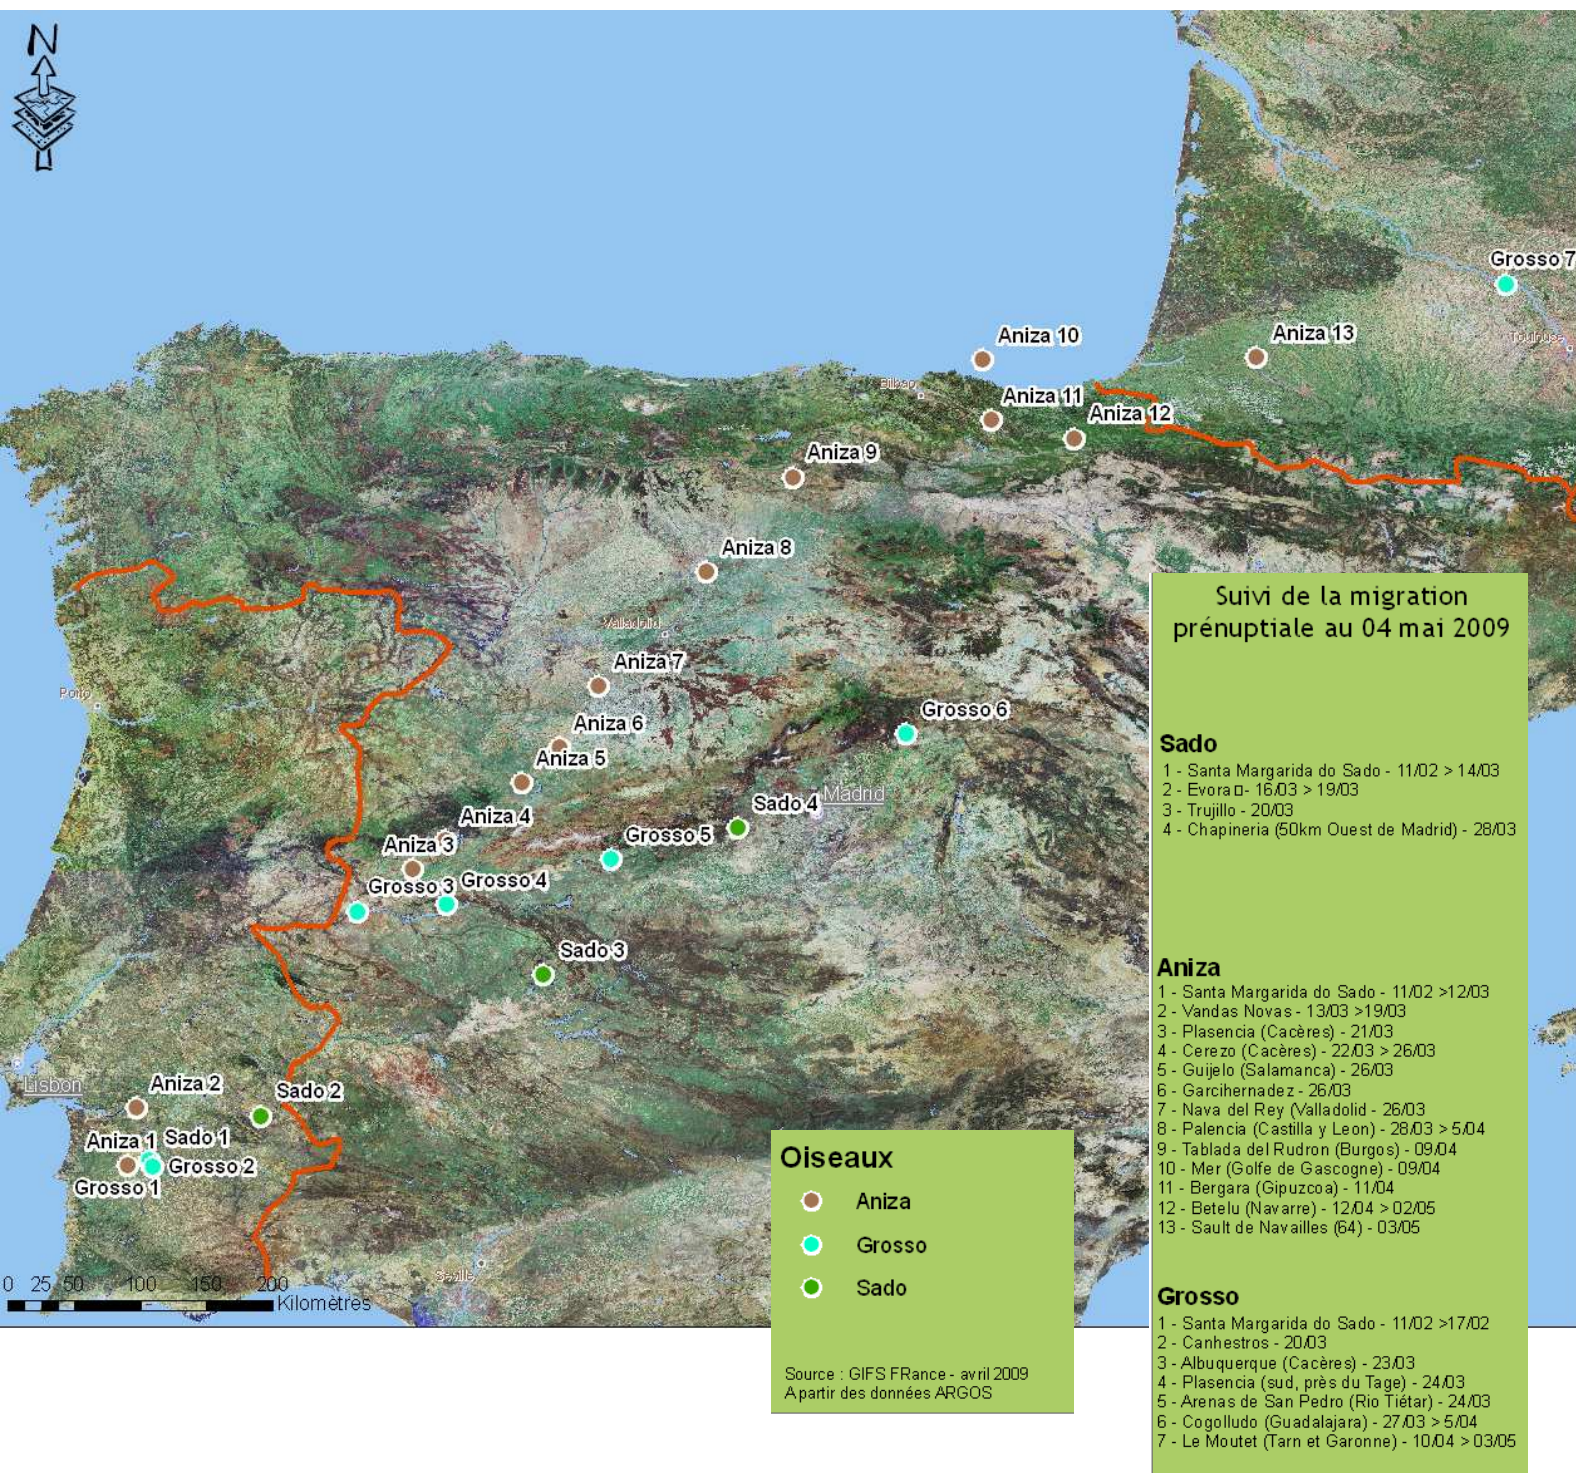 N
Grosso 7
Toulouse
Aniza 10
Aniza 13
Bilbao
Aniza 11
Aniza 12
Aniza 9
Aniza 8
Valladolid
Aniza 7
Porto
Aniza 6
Grosso 6
Aniza 5
Madrid
Sado 4
Aniza 4
Grosso 5
Aniza 3
Grosso 3
Grosso 4
Sado 3
Lisbon
Aniza 2
Sado 2
Aniza 1
Sado 1
Grosso 2
Grosso 1
Seville
0 25 50 100 150 200
Kilomètres
Oiseaux
Aniza
Grosso
Sado
Source : GIFS FRance - avril 2009
A partir des données ARGOS
Suivi de la migration
prénuptiale au 04 mai 2009
Sado
1 - Santa Margarida do Sado - 11/02 > 14/03
2 - Evora □- 16/03 > 19/03
3 - Trujillo - 20/03
4 - Chapineria (50km Ouest de Madrid) - 28/03
Aniza
1 - Santa Margarida do Sado - 11/02 >12/03
2 - Vandas Novas - 13/03 >19/03
3 - Plasencia (Cacères) - 21/03
4 - Cerezo (Cacères) - 22/03 > 26/03
5 - Guijelo (Salamanca) - 26/03
6 - Garcihernadez - 26/03
7 - Nava del Rey (Valladolid - 26/03
8 - Palencia (Castilla y Leon) - 28/03 > 5/04
9 - Tablada del Rudron (Burgos) - 09/04
10 - Mer (Golfe de Gascogne) - 09/04
11 - Bergara (Gipuzcoa) - 11/04
12 - Betelu (Navarre) - 12/04 > 02/05
13 - Sault de Navailles (64) - 03/05
Grosso
1 - Santa Margarida do Sado - 11/02 >17/02
2 - Canhestros - 20/03
3 - Albuquerque (Cacères) - 23/03
4 - Plasencia (sud, près du Tage) - 24/03
5 - Arenas de San Pedro (Rio Tiétar) - 24/03
6 - Cogolludo (Guadalajara) - 27/03 > 5/04
7 - Le Moutet (Tarn et Garonne) - 10/04 > 03/05